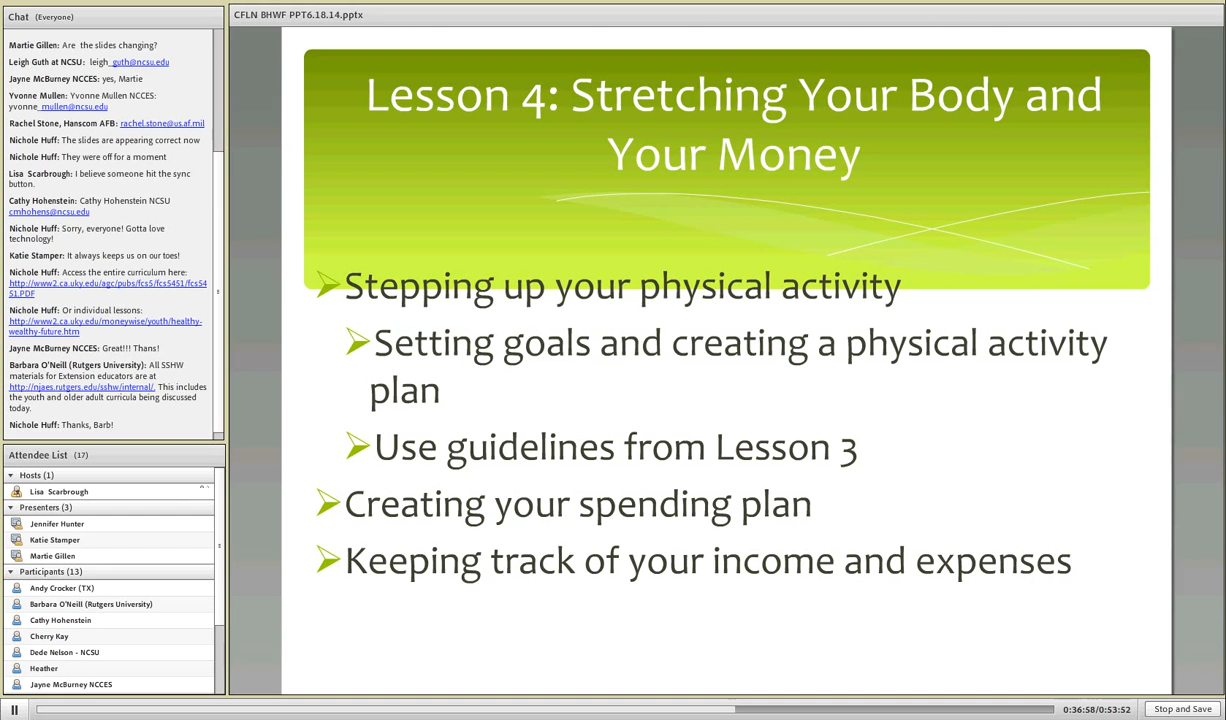 Chat (Everyone)
Martie Gillen: Are the slides changing?
Leigh Guth at NCSU: leigh_guth@ncsu.edu
Jayne McBurney NCCES: yes, Martie
Yvonne Mullen: Yvonne Mullen NCCES:
yvonne_mullen@ncsu.edu
Rachel Stone, Hanscom AFB: rachel.stone@us.af.mil
Nichole Huff: The slides are appearing correct now
Nichole Huff: They were off for a moment
Lisa Scarbrough: I believe someone hit the sync
button.
Cathy Hohenstein: Cathy Hohenstein NCSU
cmhohens@ncsu.edu
Nichole Huff: Sorry, everyone! Gotta love
technology!
Katie Stamper: It always keeps us on our toes!
Nichole Huff: Access the entire curriculum here:
http://www2.ca.uky.edu/agc/pubs/fcs5/fcs5451/fcs54
51.PDF
Nichole Huff: Or individual lessons:
http://www2.ca.uky.edu/moneywise/youth/healthy-
wealthy-future.htm
Jayne McBurney NCCES: Great!!! Thans!
Barbara O'Neill (Rutgers University): All SSHW
materials for Extension educators are at
http://njaes.rutgers.edu/sshw/internal/. This includes
the youth and older adult curricula being discussed
today.
Nichole Huff: Thanks, Barb!
Attendee List (17)
Hosts (1)
Lisa Scarbrough
Presenters (3)
Jennifer Hunter
Katie Stamper
Martie Gillen
Participants (13)
Andy Crocker (TX)
Barbara O'Neill (Rutgers University)
Cathy Hohenstein
Cherry Kay
Dede Nelson - NCSU
Heather
Jayne McBurney NCCES
CFLN BHWF PPT6.18.14.pptx
Lesson 4: Stretching Your Body and
Your Money
Stepping up your physical activity
Setting goals and creating a physical activity
plan
Use guidelines from Lesson 3
Creating your spending plan
Keeping track of your income and expenses
0:36:58/0:53:52
Stop and Save